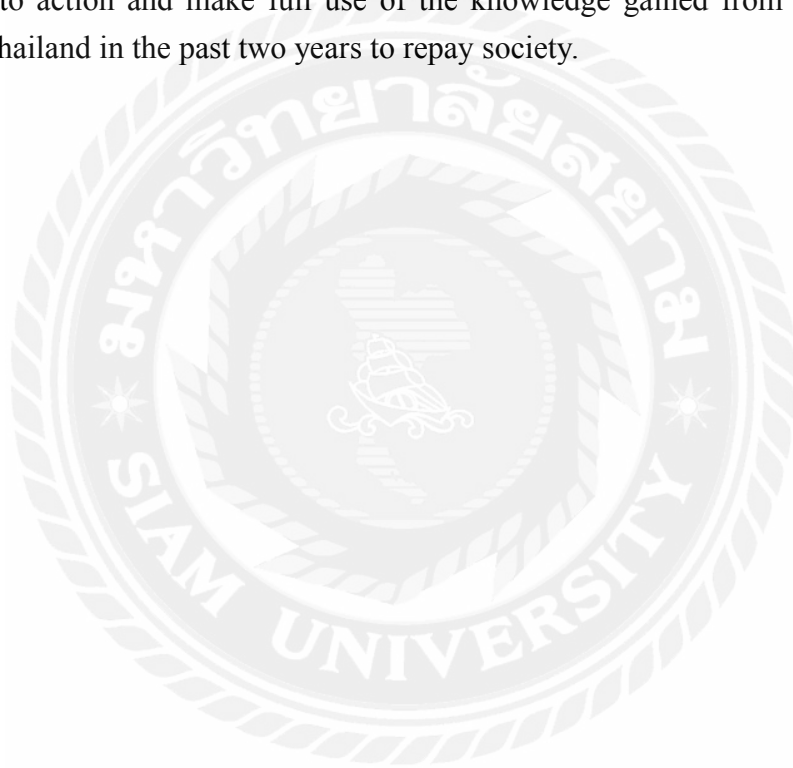 to action and make full use of the knowledge gained from
hailand in the past two years to repay society.
มหาวิทยาลัยสยาม
SIAM UNIVERSITY